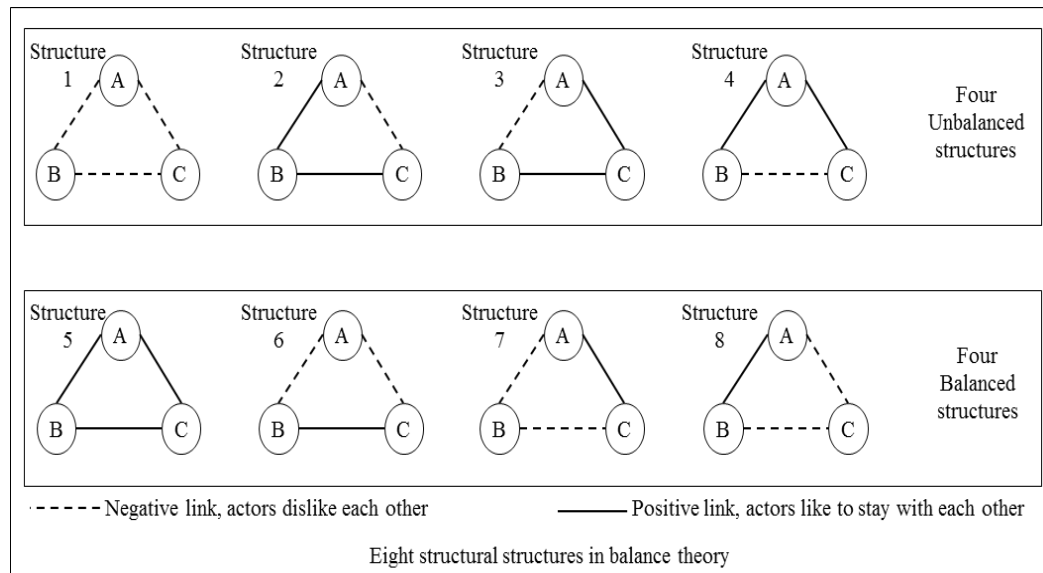 Structure
1
A
B
C
Structure
2
A
B
C
Structure
3
A
B
C
Structure
4
A
B
C
Four
Unbalanced
structures
Structure
5
A
B
C
Structure
6
A
B
C
Structure
7
A
B
C
Structure
8
A
B
C
Four
Balanced
structures
Negative link, actors dislike each other
Positive link, actors like to stay with each other
Eight structural structures in balance theory